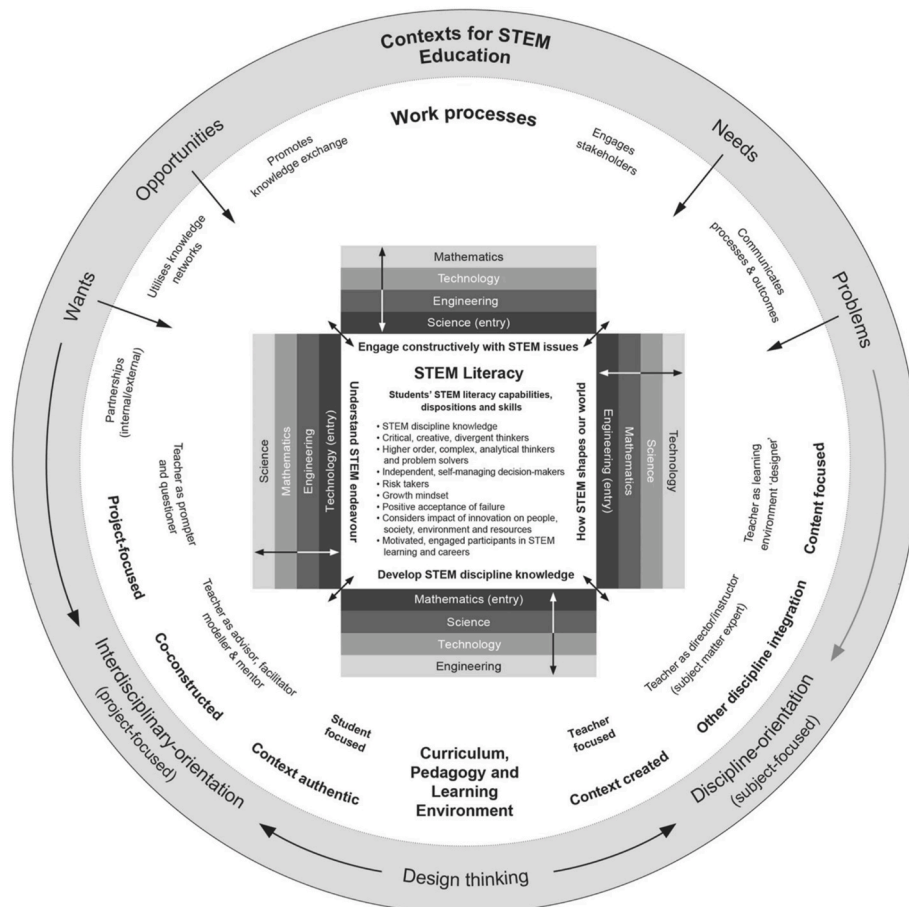 Contexts for STEM
Education
Work processes
Opportunities
Promotes
knowledge exchange
Engages
stakeholders
Needs
Wants
Utilises knowledge
networks
Communicates
processes & outcomes
Problems
Partnerships
(internal/external)
Teacher as prompter
and questioner
Project-focused
Teacher as advisor, facilitator
modeller & mentor
Co-constructed
Interdisciplinary-orientation
(project-focused)
Student
focused
Context authentic
Mathematics
Technology
Engineering
Science (entry)
Science
Mathematics
Engineering
Technology (entry)
Understand STEM endeavour
Engage constructively with STEM issues
STEM Literacy
Students’ STEM literacy capabilities,
dispositions and skills
• STEM discipline knowledge
• Critical, creative, divergent thinkers
• Higher order, complex, analytical thinkers
and problem solvers
• Independent, self-managing decision-makers
• Risk takers
• Growth mindset
• Positive acceptance of failure
• Considers impact of innovation on people,
society, environment and resources
• Motivated, engaged participants in STEM
learning and careers
Develop STEM discipline knowledge
How STEM shapes our world
Engineering (entry)
Mathematics
Science
Technology
Mathematics (entry)
Science
Technology
Engineering
Teacher as learning
environment ‘designer’
Content focused
Teacher as director/instructor
(subject matter expert)
Other discipline integration
Discipline-orientation
(subject-focused)
Teacher
focused
Context created
Curriculum,
Pedagogy and
Learning
Environment
Design thinking